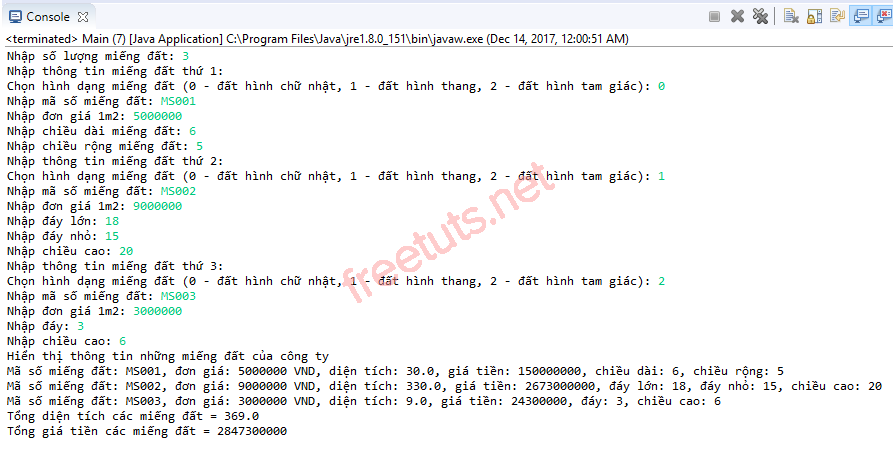 Console
<terminated> Main (7) [Java Application] C:\Program Files\Java\jre1.8.0_151\bin\javaw.exe (Dec 14, 2017, 12:00:51 AM)
Nhập số lượng miếng đất: 3
Nhập thông tin miếng đất thứ 1:
Chọn hình dạng miếng đất (0 - đất hình chữ nhật, 1 - đất hình thang, 2 - đất hình tam giác): 0
Nhập mã số miếng đất: MS001
Nhập đơn giá 1m2: 5000000
Nhập chiều dài miếng đất: 6
Nhập chiều rộng miếng đất: 5
Nhập thông tin miếng đất thứ 2:
Chọn hình dạng miếng đất (0 - đất hình chữ nhật, 1 - đất hình thang, 2 - đất hình tam giác): 1
Nhập mã số miếng đất: MS002
Nhập đơn giá 1m2: 9000000
Nhập đáy lớn: 18
Nhập đáy nhỏ: 15
Nhập chiều cao: 20
Nhập thông tin miếng đất thứ 3:
Chọn hình dạng miếng đất (0 - đất hình chữ nhật, 1 - đất hình thang, 2 - đất hình tam giác): 2
Nhập mã số miếng đất: MS003
Nhập đơn giá 1m2: 3000000
Nhập đáy: 3
Nhập chiều cao: 6
Hiển thị thông tin những miếng đất của công ty
Mã số miếng đất: MS001, đơn giá: 5000000 VND, diện tích: 30.0, giá tiền: 150000000, chiều dài: 6, chiều rộng: 5
Mã số miếng đất: MS002, đơn giá: 9000000 VND, diện tích: 330.0, giá tiền: 2673000000, đáy lớn: 18, đáy nhỏ: 15, chiều cao: 20
Mã số miếng đất: MS003, đơn giá: 3000000 VND, diện tích: 9.0, giá tiền: 24300000, đáy: 3, chiều cao: 6
Tổng diện tích các miếng đất = 369.0
Tổng giá tiền các miếng đất = 2847300000
freetuts.net